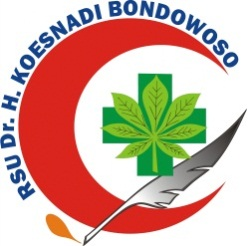 RSU Dr. H. KOESNADI BONDOWOSO